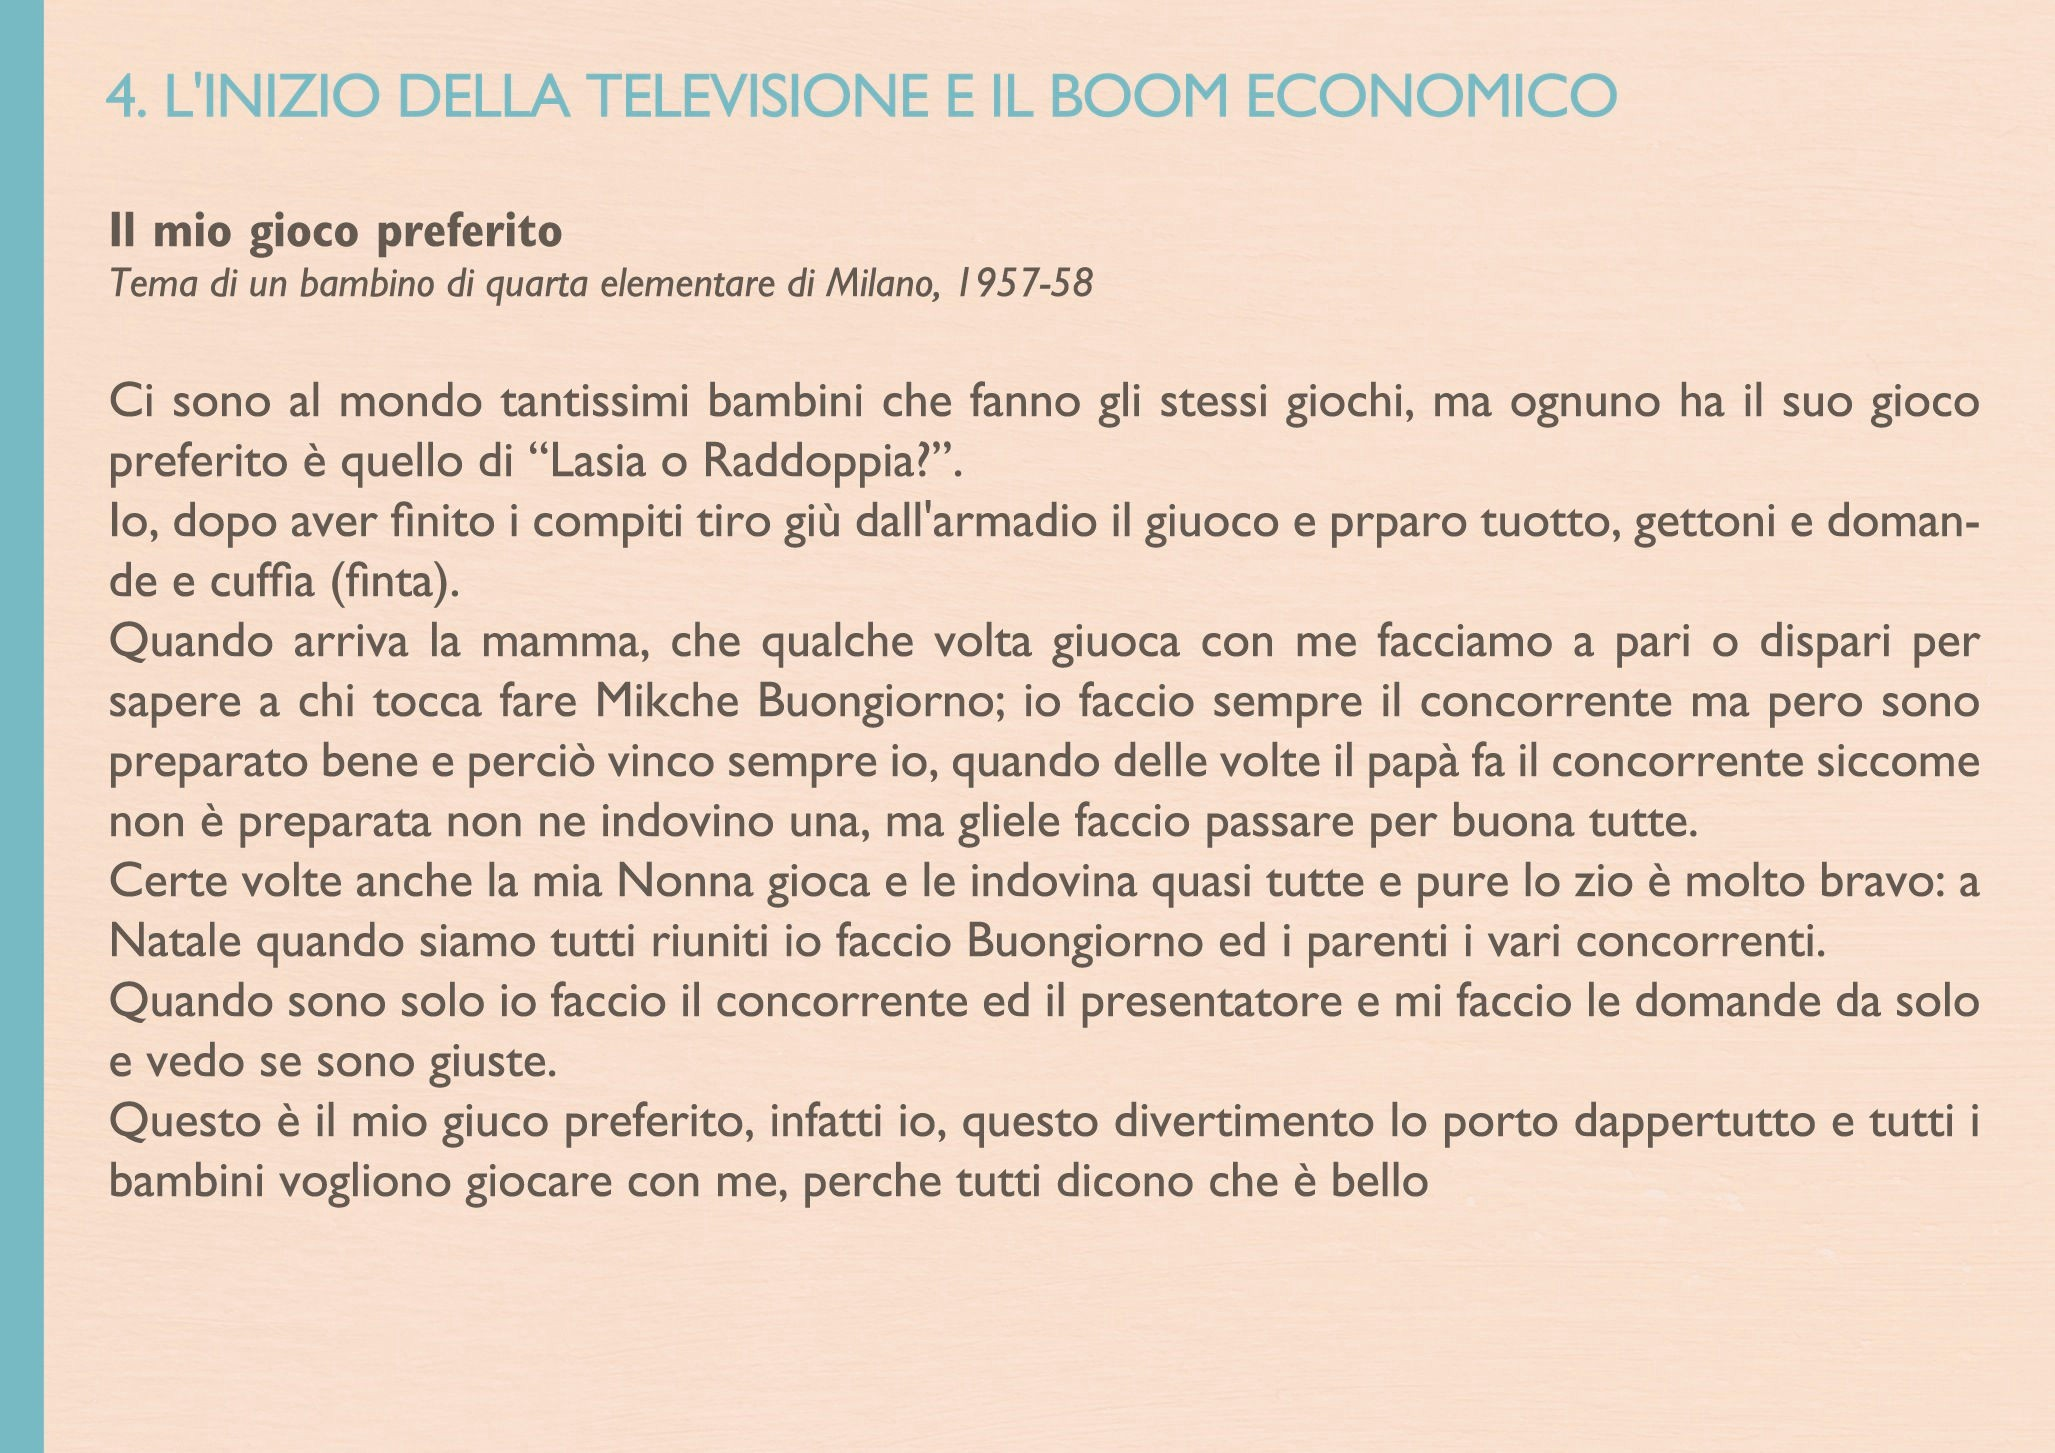 4. L'INIZIO DELLA TELEVISIONE E IL BOOM ECONOMICO
Il mio gioco preferito
Tema di un bambino di quarta elementare di Milano, 1957-58
Ci sono al mondo tantissimi bambini che fanno gli stessi giochi, ma ognuno ha il suo gioco
preferito è quello di “Lasia o Raddoppia?”.
Io, dopo aver finito i compiti tiro giù dall'armadio il giuoco e prparo tuotto, gettoni e doman-
de e cuffia (finta).
Quando arriva la mamma, che qualche volta giuoca con me facciamo a pari o dispari per
sapere a chi tocca fare Mikche Buongiorno; io faccio sempre il concorrente ma pero sono
preparato bene e perciò vinco sempre io, quando delle volte il papà fa il concorrente siccome
non è preparata non ne indovino una, ma gliele faccio passare per buona tutte.
Certe volte anche la mia Nonna gioca e le indovina quasi tutte e pure lo zio è molto bravo: a
Natale quando siamo tutti riuniti io faccio Buongiorno ed i parenti i vari concorrenti.
Quando sono solo io faccio il concorrente ed il presentatore e mi faccio le domande da solo
e vedo se sono giuste.
Questo è il mio giuco preferito, infatti io, questo divertimento lo porto dappertutto e tutti i
bambini vogliono giocare con me, perche tutti dicono che è bello